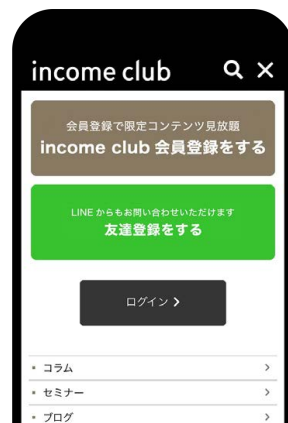 income club
会員登録で限定コンテンツ見放題
income club 会員登録をする
LINE からもお問い合わせいただけます
友達登録をする
ログイン
コラム
セミナー
ブログ